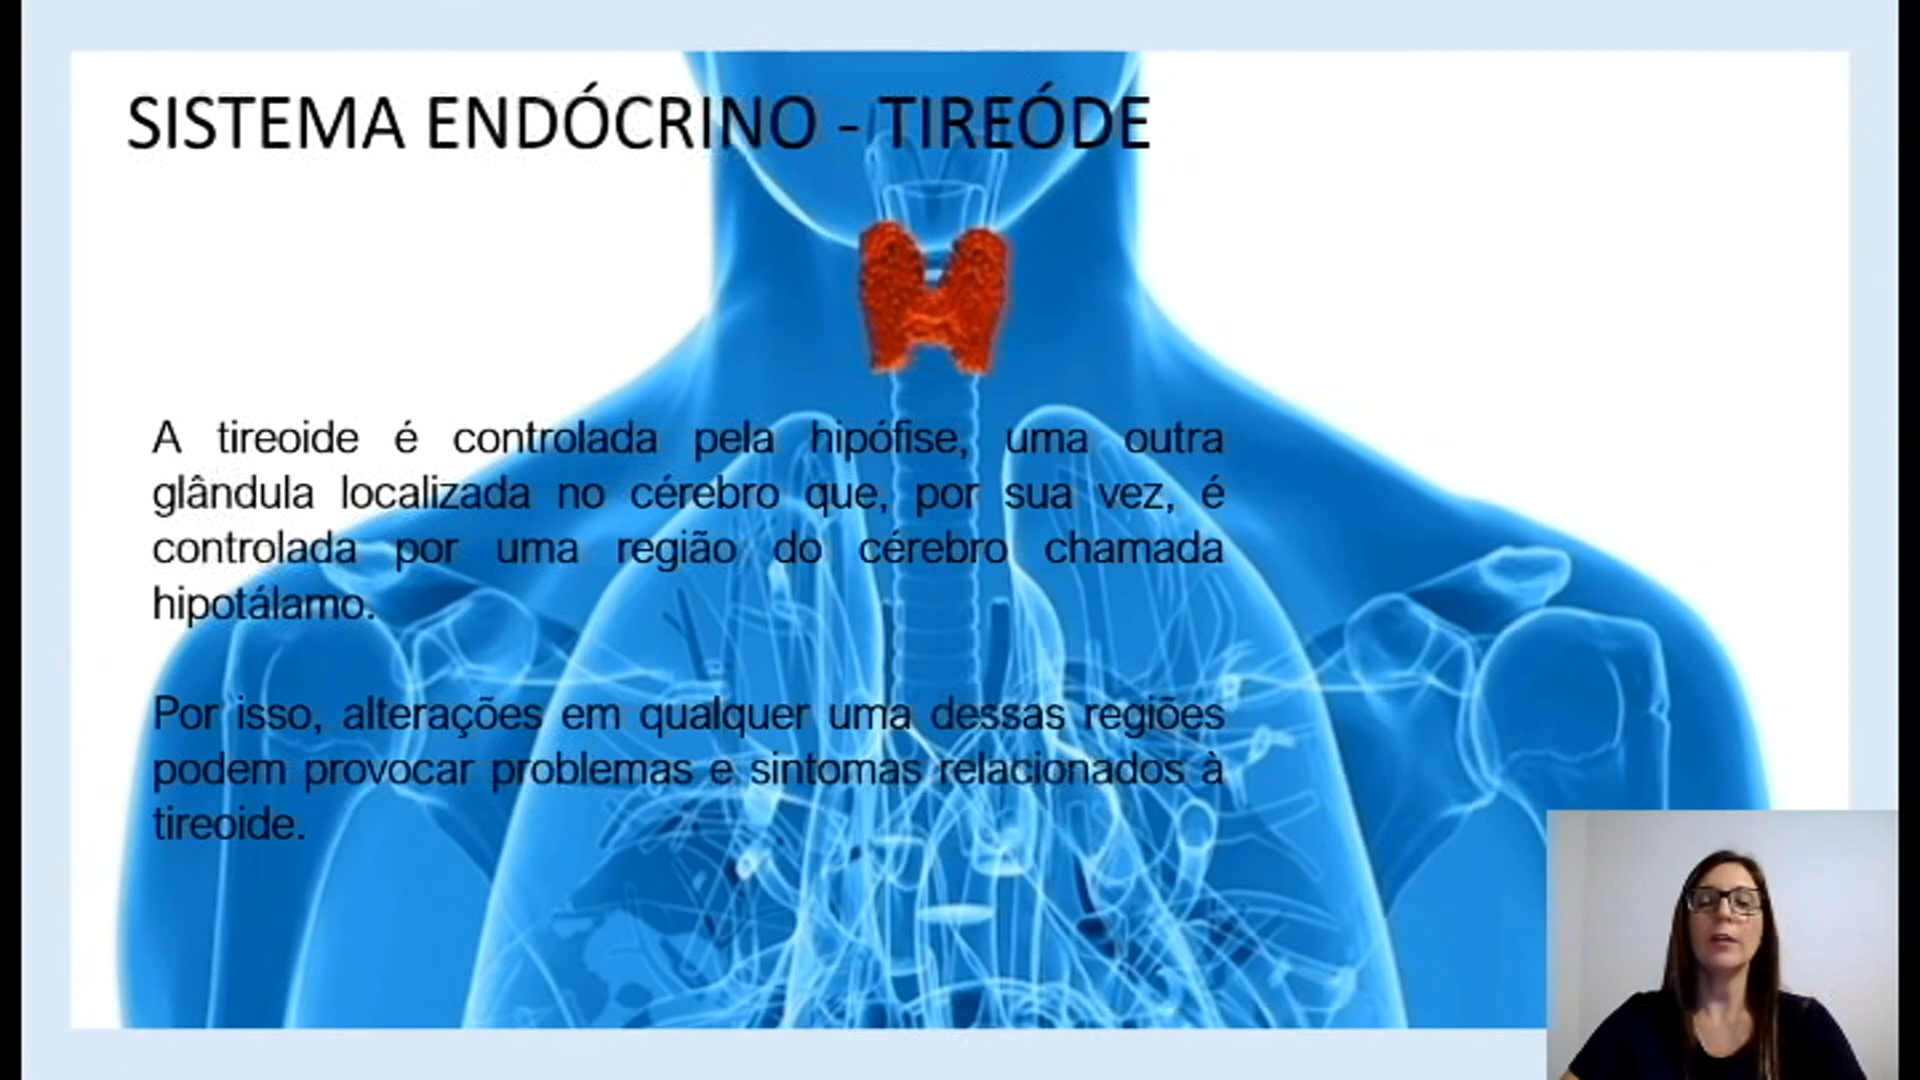 SISTEMA ENDÓCRINO - TIREÓDE
A tireoide é controlada pela hipófise, uma outra
glândula localizada no cérebro que, por sua vez, é
controlada por uma região do cérebro chamada
hipotálamo.
Por isso, alterações em qualquer uma dessas regiões
podem provocar problemas e sintomas relacionados à
tireoide.